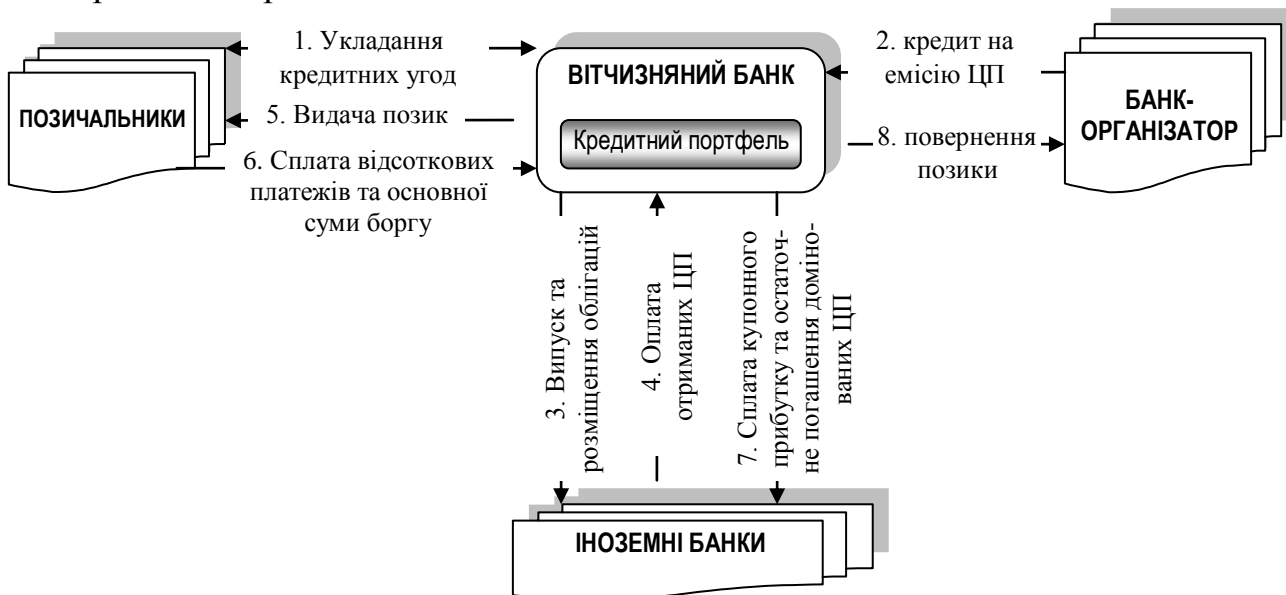 1. Укладання
кредитних угод
5. Видача позик
6. Сплата відсоткових
платежів та основної
суми боргу
ПОЗИЧАЛЬНИКИ
ВІТЧИЗНЯНИЙ БАНК
Кредитний портфель
2. кредит на
емісію ЦП
8. повернення
позики
БАНК-
ОРГАНІЗАТОР
3. Випуск та
розміщення облігацій
4. Оплата
отриманих ЦП
7. Сплата купонного
прибутку та остаточ-
не погашення доміно-
ваних ЦП
ІНОЗЕМНІ БАНКИ